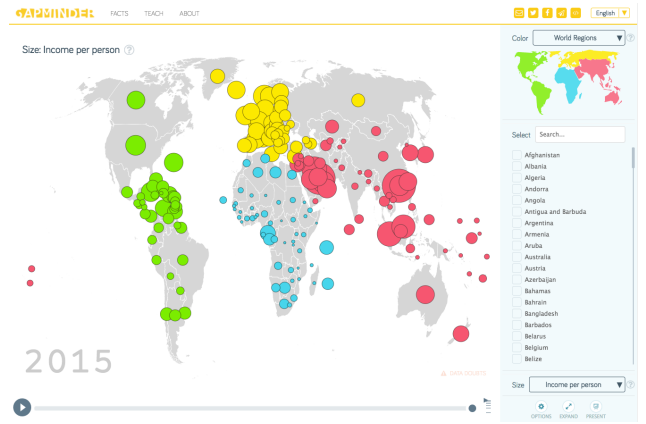 GAPMINDER FACTS TEACH ABOUT English ▼
Size: Income per person ?
Color World Regions ▼ ?
Select Search...
Afghanistan
Albania
Algeria
Andorra
Angola
Antigua and Barbuda
Argentina
Armenia
Aruba
Australia
Austria
Azerbaijan
Bahamas
Bahrain
Bangladesh
Barbados
Belarus
Belgium
Belize
2015
DATA DOUBTS
Size Income per person ▼ ?
OPTIONS EXPAND PRESENT